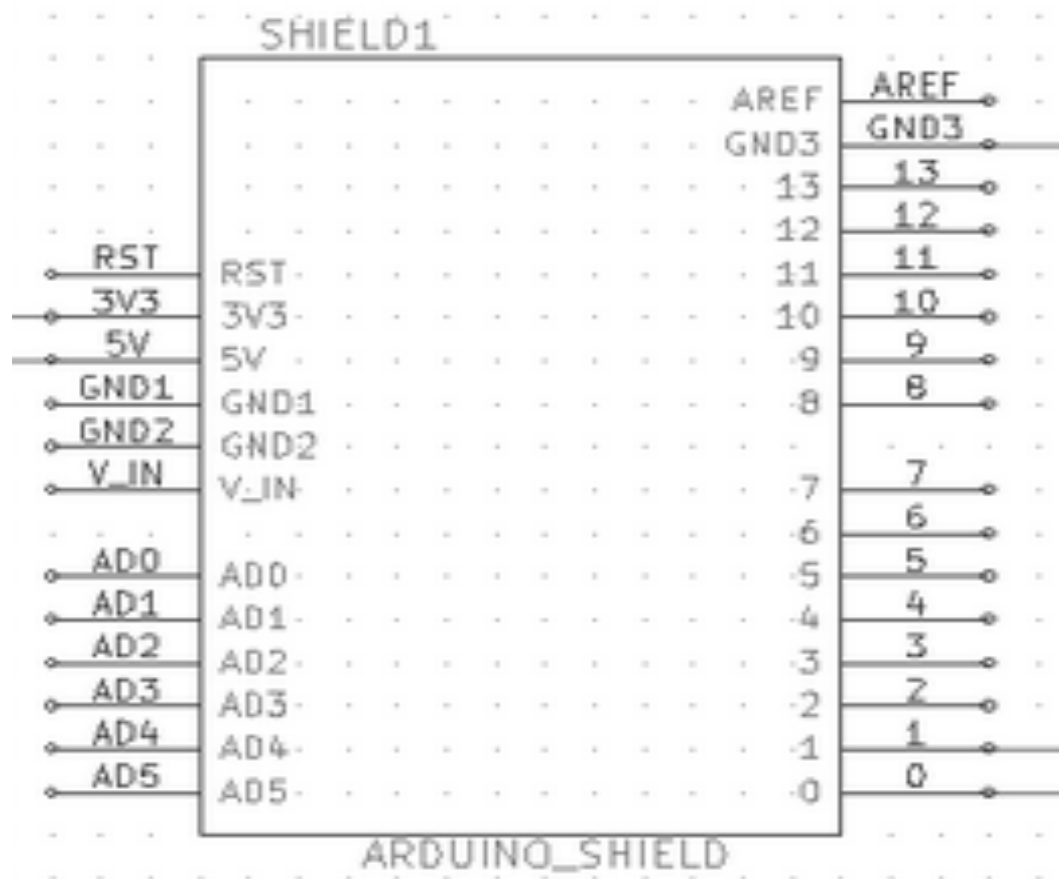 SHIELD1
AREF AREF
GND3 GND3
13 13
12 12
RST RST 11 11
3V3 3V3 10 10
5V 5V 9 9
GND1 GND1 8 8
GND2 GND2
V_IN V_IN 7 7
6 6
AD0 AD0 5 5
AD1 AD1 4 4
AD2 AD2 3 3
AD3 AD3 2 2
AD4 AD4 1 1
AD5 AD5 0 0
ARDUINO_SHIELD